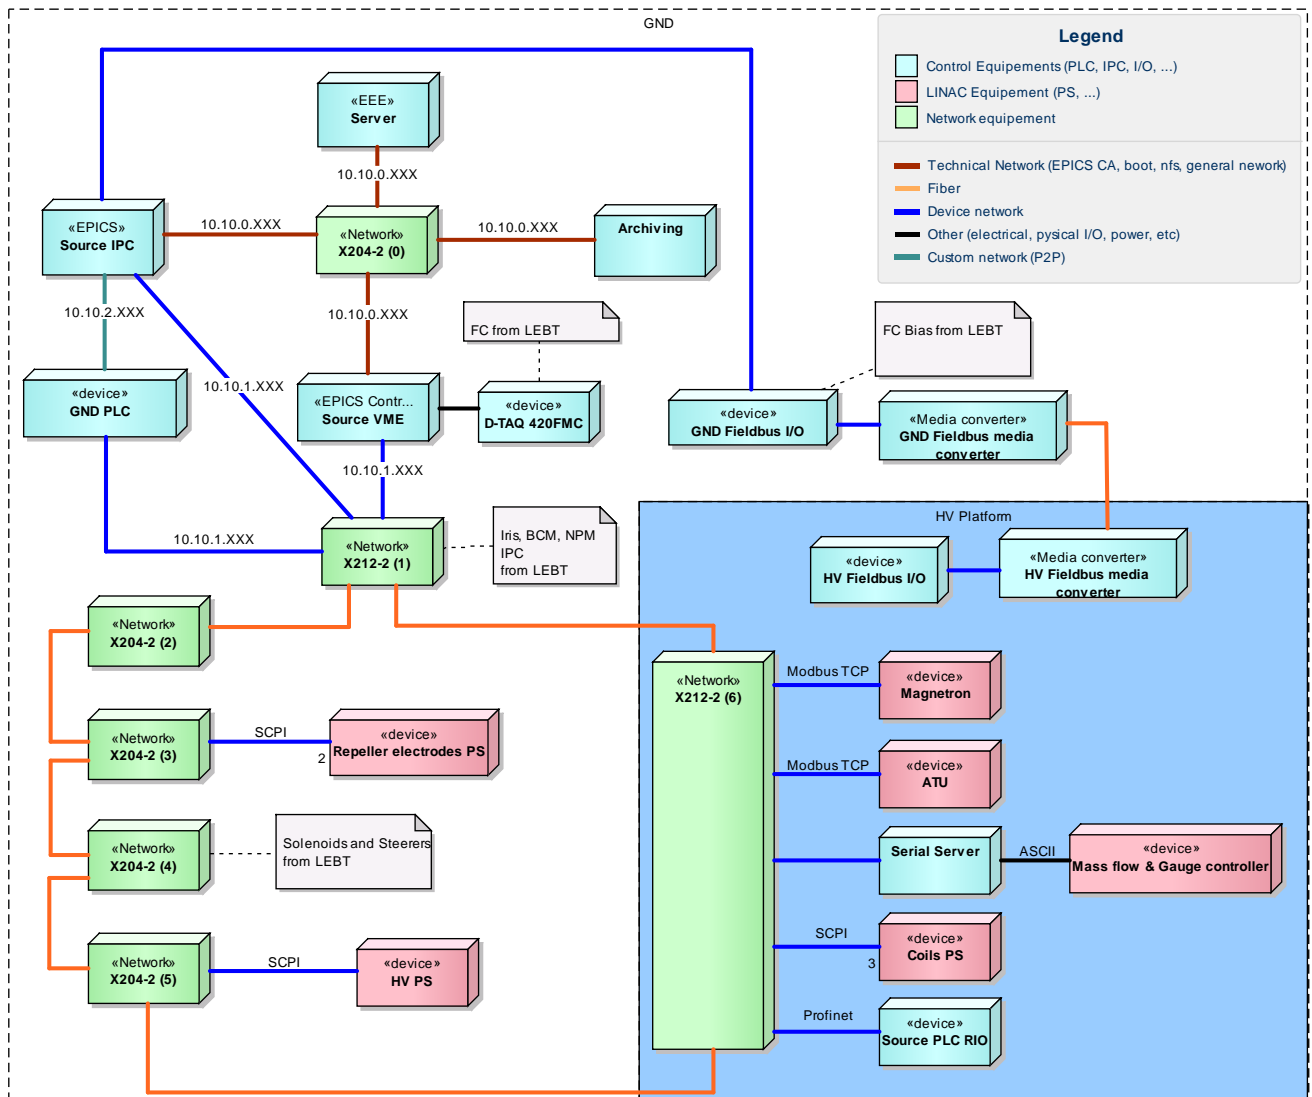 GND
Legend
Control Equipements (PLC, IPC, I/O, ...)
LINAC Equipement (PS, ...)
Network equipement
Technical Network (EPICS CA, boot, nfs, general nework)
Fiber
Device network
Other (electrical, pysical I/O, power, etc)
Custom network (P2P)
«EEE»
Server
10.10.0.XXX
«EPICS»
Source IPC
10.10.0.XXX
«Network»
X204-2 (0)
10.10.0.XXX
Archiving
10.10.2.XXX
10.10.0.XXX
FC from LEBT
FC Bias from LEBT
10.10.1.XXX
«device»
GND PLC
«EPICS Contr...
Source VME
«device»
D-TAQ 420FMC
«device»
GND Fieldbus I/O
«Media converter»
GND Fieldbus media
converter
10.10.1.XXX
10.10.1.XXX
«Network»
X212-2 (1)
Iris, BCM, NPM
IPC
from LEBT
HV Platform
«device»
HV Fieldbus I/O
«Media converter»
HV Fieldbus media
converter
«Network»
X204-2 (2)
«Network»
X212-2 (6)
Modbus TCP
«device»
Magnetron
«Network»
X204-2 (3)
SCPI
2
«device»
Repeller electrodes PS
Modbus TCP
«device»
ATU
«Network»
X204-2 (4)
Solenoids and Steerers
from LEBT
Serial Server
ASCII
«device»
Mass flow & Gauge controller
SCPI
3
«device»
Coils PS
«Network»
X204-2 (5)
SCPI
«device»
HV PS
Profinet
«device»
Source PLC RIO